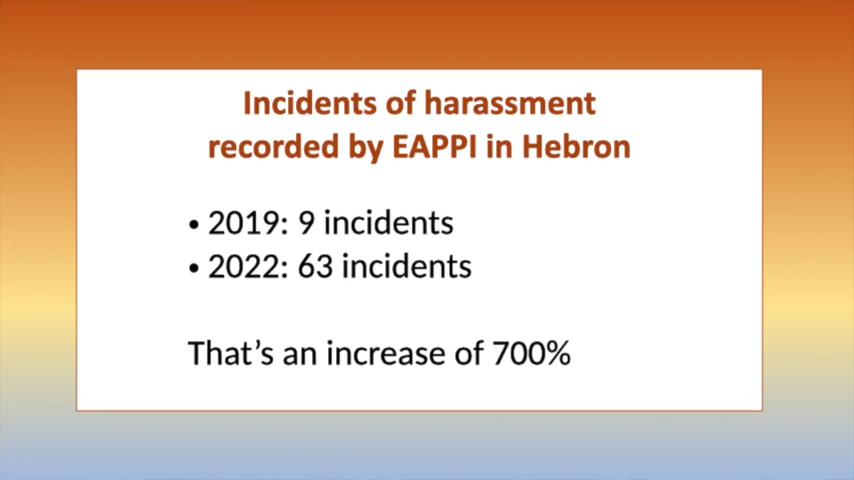 Incidents of harassment
recorded by EAPPI in Hebron
• 2019: 9 incidents
• 2022: 63 incidents
That’s an increase of 700%